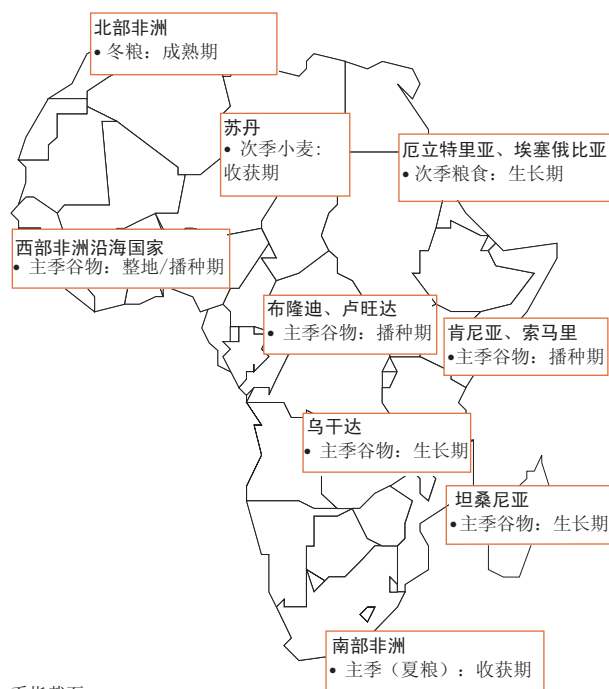 北部非洲
• 冬粮：成熟期
苏丹
• 次季小麦：
收获期
厄立特里亚、埃塞俄比亚
• 次季粮食：生长期
西部非洲沿海国家
• 主季谷物：整地/播种期
布隆迪、卢旺达
• 主季谷物：播种期
肯尼亚、索马里
•主季谷物：播种期
乌干达
• 主季谷物：生长期
坦桑尼亚
•主季谷物：生长期
南部非洲
• 主季（夏粮）：收获期